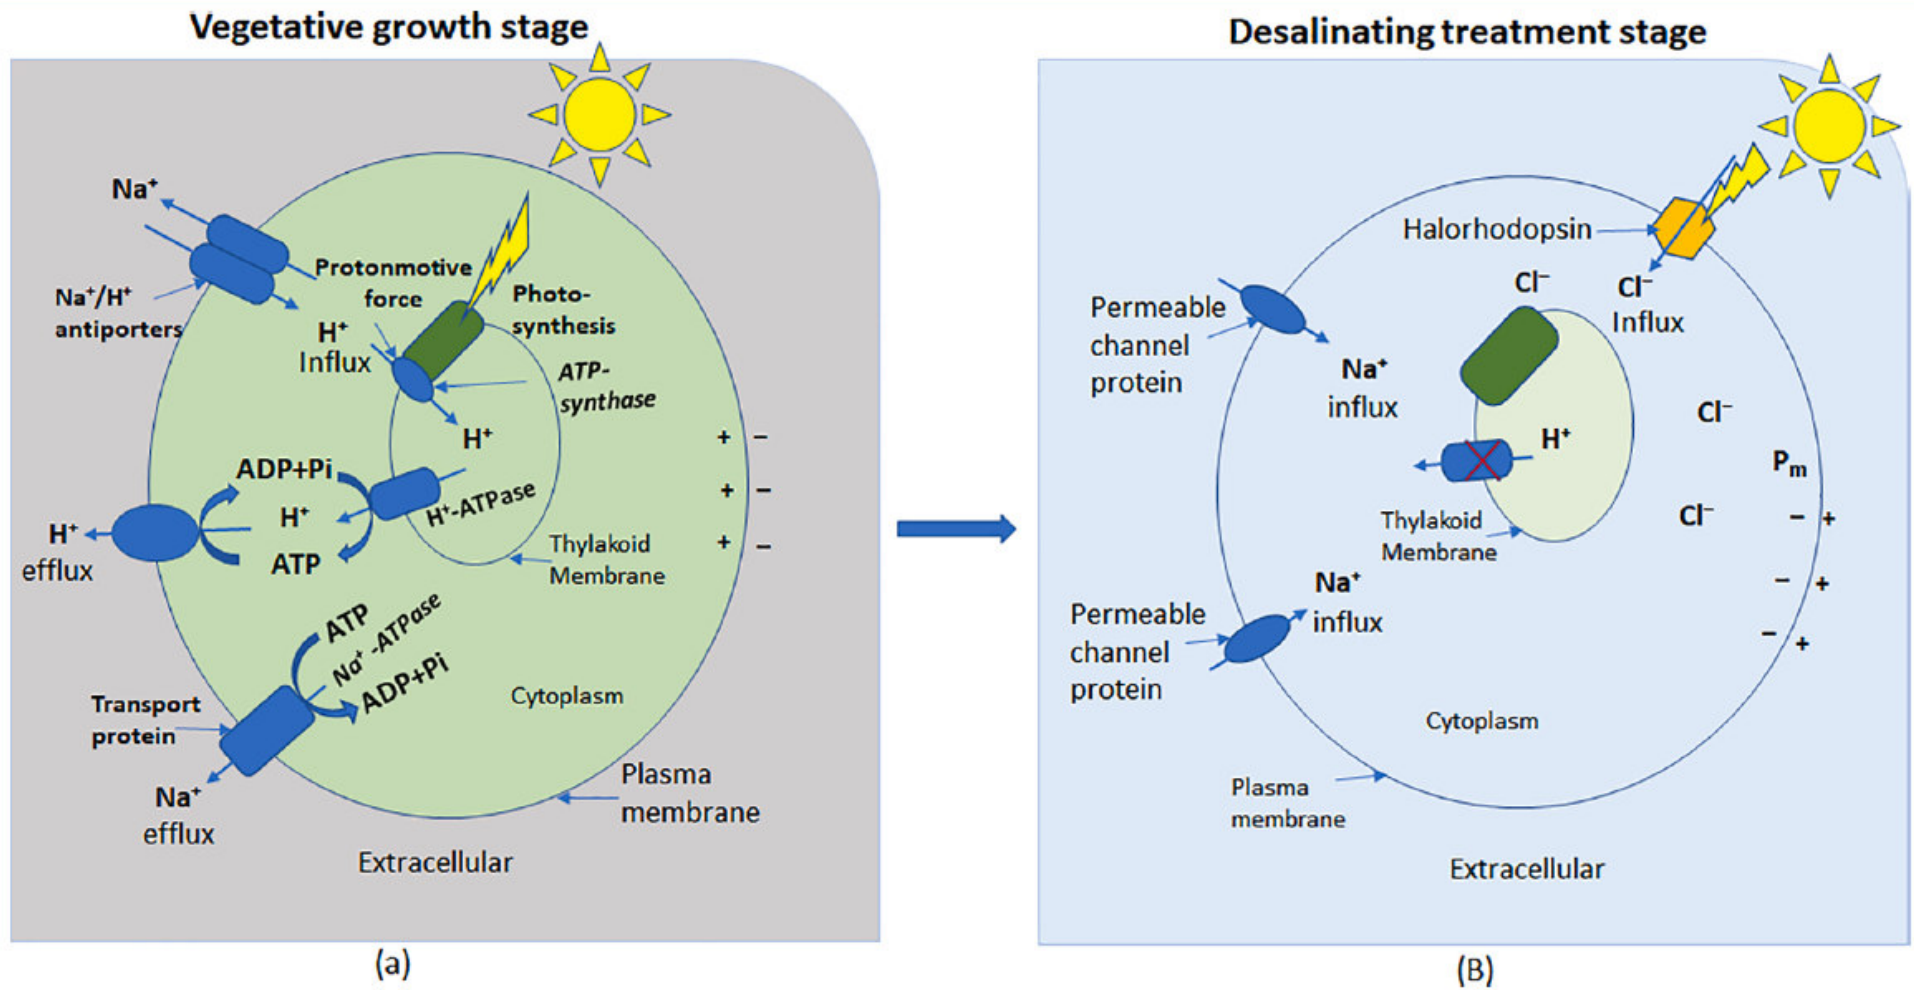 Vegetative growth stage
Na⁺
Na⁺/H⁺
antiporters
Protonmotive
force
H⁺
Influx
Photo-
synthesis
ATP-
synthase
H⁺
ADP+Pi
H⁺
ATP
H⁺-ATPase
H⁺
efflux
Thylakoid
Membrane
+ −
+ −
+ −
ATP
Na⁺ -ATPase
ADP+Pi
Transport
protein
Na⁺
efflux
Cytoplasm
Plasma
membrane
Extracellular
(a)
Desalinating treatment stage
Halorhodopsin
Cl⁻
Cl⁻
Influx
Permeable
channel
protein
Na⁺
influx
Cl⁻
H⁺
Pₘ
Cl⁻
− +
− +
− +
Thylakoid
Membrane
Na⁺
influx
Permeable
channel
protein
Cytoplasm
Plasma
membrane
Extracellular
(B)